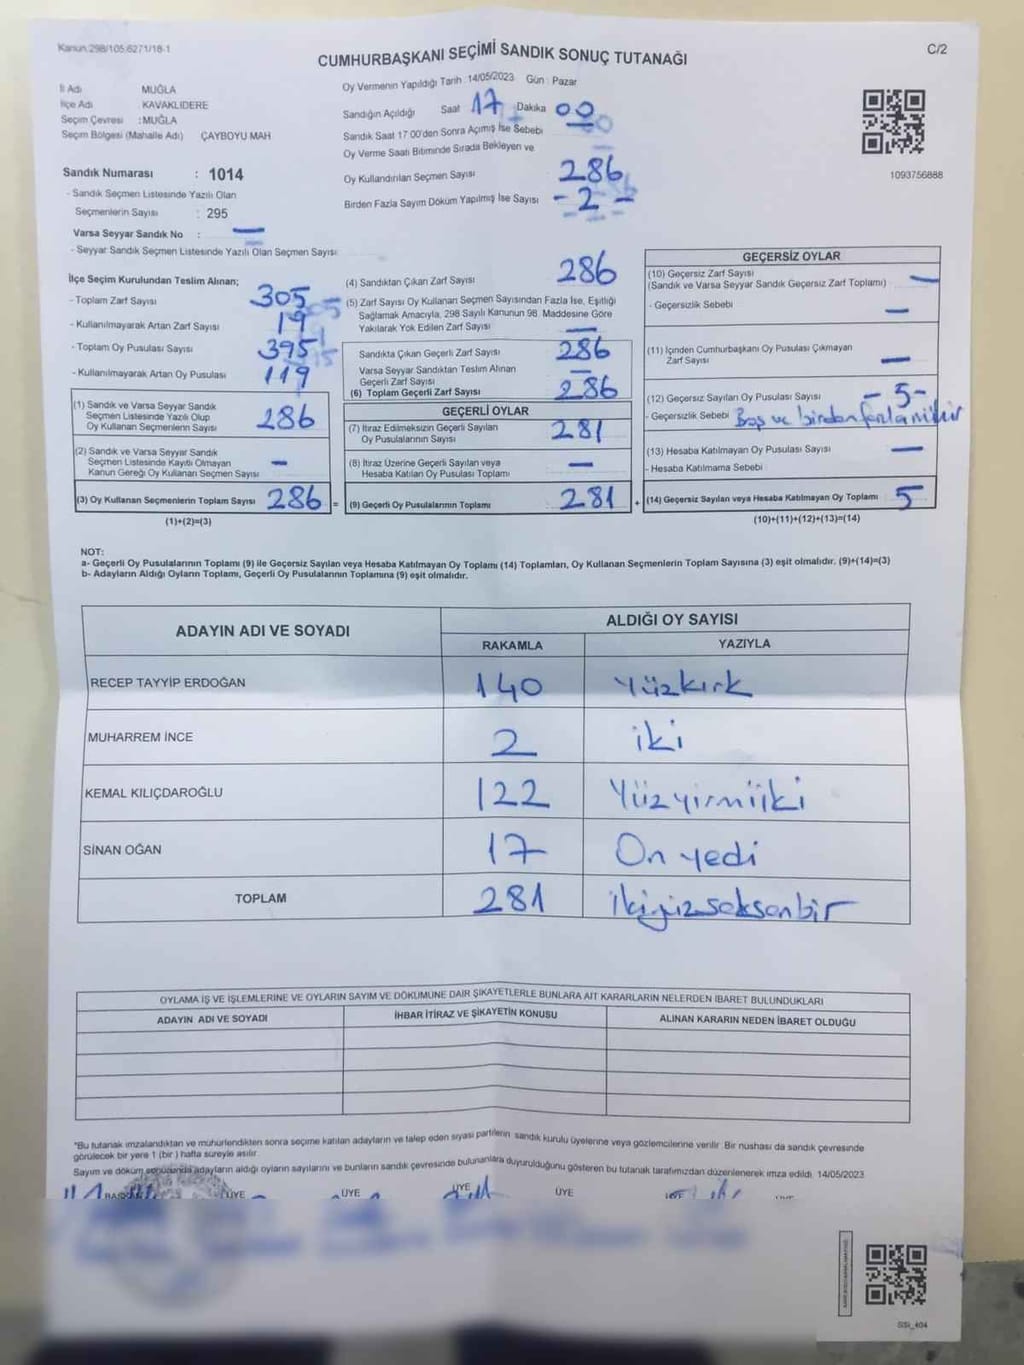 Kanun:298/105,6271/18-1
CUMHURBAŞKANI SEÇİMİ SANDIK SONUÇ TUTANAĞI
C/2
İl Adı MUĞLA
İlçe Adı KAVAKLIDERE
Seçim Çevresi :MUĞLA
Seçim Bölgesi (Mahalle Adı) ÇAYBOYU MAH
Sandık Numarası : 1014
- Sandık Seçmen Listesinde Yazılı Olan
Seçmenlerin Sayısı : 295
Varsa Seyyar Sandık No : —
- Seyyar Sandık Seçmen Listesinde Yazılı Olan Seçmen Sayısı:
Oy Vermenin Yapıldığı Tarih :14/05/2023 Gün : Pazar
Sandığın Açıldığı Saat 17 Dakika 00
Sandık Saat 17:00'den Sonra Açımış İse Sebebi
Oy Verme Saati Bitiminde Sırada Bekleyen ve
Oy Kullandırılan Seçmen Sayısı 286
Birden Fazla Sayım Döküm Yapılmış İse Sayısı - 2 -
1093756888
İlçe Seçim Kurulundan Teslim Alınan;
- Toplam Zarf Sayısı 305
- Kullanılmayarak Artan Zarf Sayısı 19
- Toplam Oy Pusulası Sayısı 395
- Kullanılmayarak Artan Oy Pusulası 119
(1) Sandık ve Varsa Seyyar Sandık
Seçmen Listesinde Yazılı Olup
Oy Kullanan Seçmenlerin Sayısı 286
(2) Sandık ve Varsa Seyyar Sandık
Seçmen Listesinde Kayıtlı Olmayan
Kanun Gereği Oy Kullanan Seçmen Sayısı —
(3) Oy Kullanan Seçmenlerin Toplam Sayısı 286 =
(1)+(2)=(3)
(4) Sandıktan Çıkan Zarf Sayısı 286
(5) Zarf Sayısı Oy Kullanan Seçmen Sayısından Fazla İse, Eşitliği
Sağlamak Amacıyla, 298 Sayılı Kanunun 98. Maddesine Göre
Yakılarak Yok Edilen Zarf Sayısı —
Sandıkta Çıkan Geçerli Zarf Sayısı 286
Varsa Seyyar Sandıktan Teslim Alınan
Geçerli Zarf Sayısı —
(6) Toplam Geçerli Zarf Sayısı 286
GEÇERLİ OYLAR
(7) İtiraz Edilmeksizin Geçerli Sayılan
Oy Pusulalarının Sayısı 281
(8) İtiraz Üzerine Geçerli Sayılan veya
Hesaba Katılan Oy Pusulası Toplamı —
(9) Geçerli Oy Pusulalarının Toplamı 281 +
GEÇERSİZ OYLAR
(10) Geçersiz Zarf Sayısı
(Sandık ve Varsa Seyyar Sandık Geçersiz Zarf Toplamı) —
- Geçersizlik Sebebi —
(11) İçinden Cumhurbaşkanı Oy Pusulası Çıkmayan
Zarf Sayısı —
(12) Geçersiz Sayılan Oy Pusulası Sayısı - 5 -
- Geçersizlik Sebebi Boş ve birden fazla mühür
(13) Hesaba Katılmayan Oy Pusulası Sayısı —
- Hesaba Katılmama Sebebi
(14) Geçersiz Sayılan veya Hesaba Katılmayan Oy Toplamı 5
(10)+(11)+(12)+(13)=(14)
NOT:
a- Geçerli Oy Pusulalarının Toplamı (9) ile Geçersiz Sayılan veya Hesaba Katılmayan Oy Toplamı (14) Toplamları, Oy Kullanan Seçmenlerin Toplam Sayısına (3) eşit olmalıdır. (9)+(14)=(3)
b- Adayların Aldığı Oyların Toplamı, Geçerli Oy Pusulalarının Toplamına (9) eşit olmalıdır.
ADAYIN ADI VE SOYADI ALDIĞI OY SAYISI
RAKAMLA YAZIYLA
RECEP TAYYİP ERDOĞAN 140 Yüzkırk
MUHARREM İNCE 2 iki
KEMAL KILIÇDAROĞLU 122 Yüzyirmiiki
SİNAN OĞAN 17 On yedi
TOPLAM 281 ikiyüzseksenbir
OYLAMA İŞ VE İŞLEMLERİNE VE OYLARIN SAYIM VE DÖKÜMÜNE DAİR ŞİKAYETLERLE BUNLARA AİT KARARLARIN NELERDEN İBARET BULUNDUKLARI
ADAYIN ADI VE SOYADI İHBAR İTİRAZ VE ŞİKAYETİN KONUSU ALINAN KARARIN NEDEN İBARET OLDUĞU
*Bu tutanak imzalandıktan ve mühürlendikten sonra seçime katılan adayların ve talep eden siyasi partilerin sandık kurulu üyelerine veya gözlemcilerine verilir. Bir nüshası da sandık çevresinde
görülecek bir yere 1 (bir) hafta süreyle asılır.
Sayım ve döküm sonucunda adayların aldığı oyların sayılarını ve bunların sandık çevresinde bulunanlara duyurulduğunu gösteren bu tutanak tarafımızdan düzenlenerek imza edildi. 14/05/2023
ÜYE ÜYE ÜYE ÜYE ÜYE